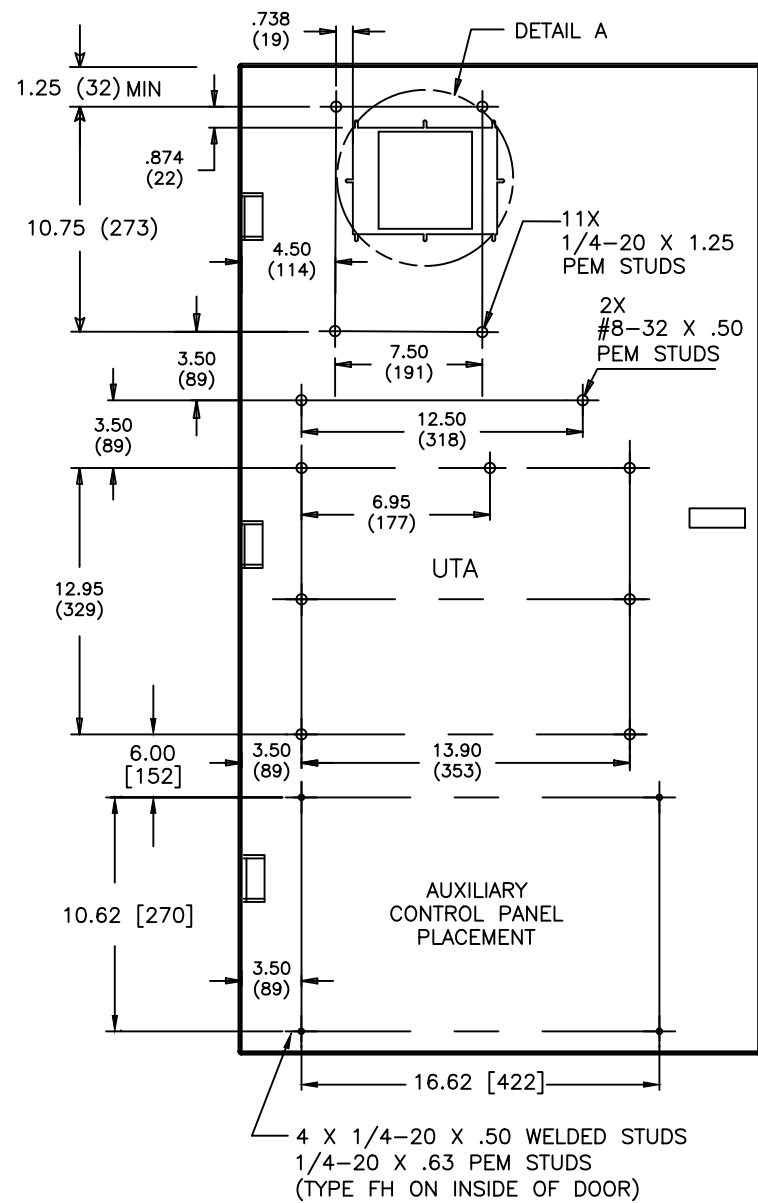 .738
(19)
DETAIL A
1.25 (32) MIN
.874
(22)
10.75 (273)
4.50
(114)
11X
1/4-20 X 1.25
PEM STUDS
2X
#8-32 X .50
PEM STUDS
3.50
(89)
7.50
(191)
3.50
(89)
12.50
(318)
6.95
(177)
UTA
12.95
(329)
6.00
[152]
3.50
(89)
13.90
(353)
10.62 [270]
AUXILIARY
CONTROL PANEL
PLACEMENT
3.50
(89)
16.62 [422]
4 X 1/4-20 X .50 WELDED STUDS
1/4-20 X .63 PEM STUDS
(TYPE FH ON INSIDE OF DOOR)